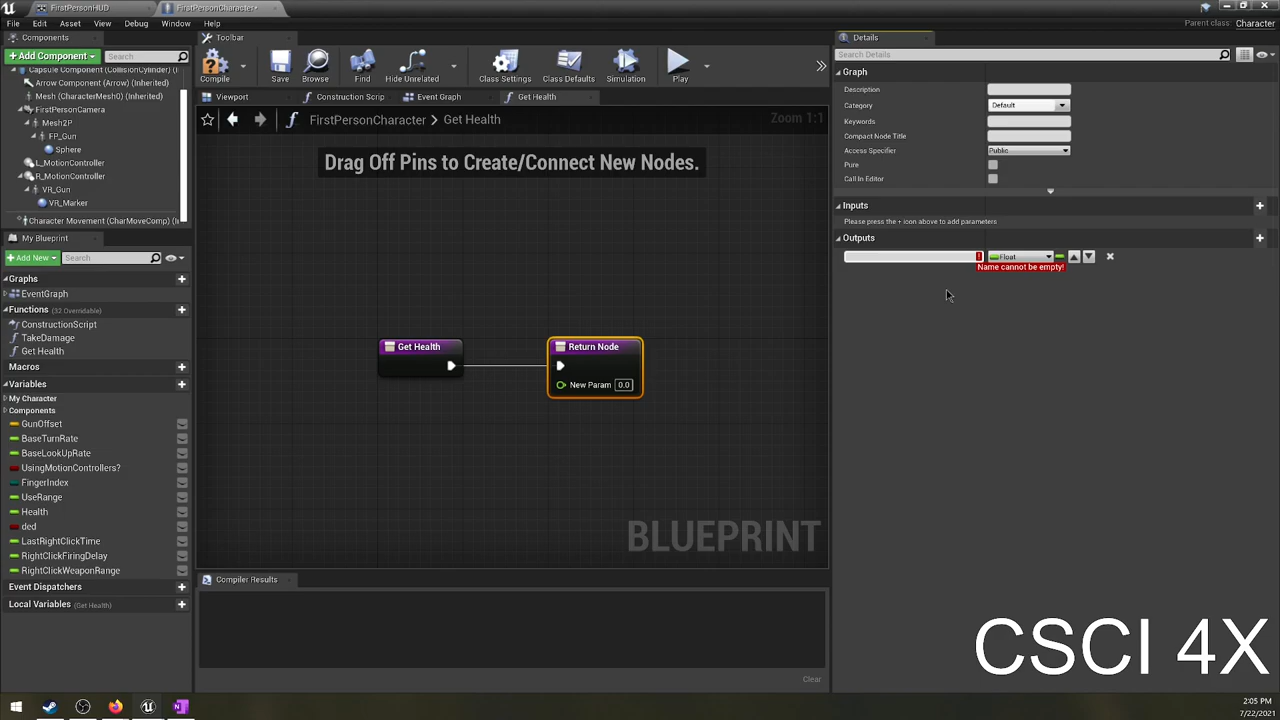 FirstPersonHUD
FirstPersonCharacter*
File Edit Asset View Debug Window Help
Parent class: Character
Components
Toolbar
Details
Add Component
Search
Search Details
Capsule Component (CollisionCylinder) (I
Arrow Component (Arrow) (Inherited)
Mesh (CharacterMesh0) (Inherited)
FirstPersonCamera
Mesh2P
FP_Gun
Sphere
L_MotionController
R_MotionController
VR_Gun
VR_Marker
Character Movement (CharMoveComp) (I
Compile
Save
Browse
Find
Hide Unrelated
Class Settings
Class Defaults
Simulation
Play
Viewport
Construction Scrip
Event Graph
Get Health
FirstPersonCharacter > Get Health
Zoom 1:1
Drag Off Pins to Create/Connect New Nodes.
Get Health
Return Node
New Param 0.0
BLUEPRINT
My Blueprint
Add New
Search
Graphs
EventGraph
Functions (32 Overridable)
ConstructionScript
TakeDamage
Get Health
Macros
Variables
My Character
Components
GunOffset
BaseTurnRate
BaseLookUpRate
UsingMotionControllers?
FingerIndex
UseRange
Health
ded
LastRightClickTime
RightClickFiringDelay
RightClickWeaponRange
Event Dispatchers
Local Variables (Get Health)
Compiler Results
Clear
Graph
Description
Category Default
Keywords
Compact Node Title
Access Specifier Public
Pure
Call In Editor
Inputs
Please press the + icon above to add parameters
Outputs
Float
Name cannot be empty!
CSCI 4X
2:05 PM
7/22/2021